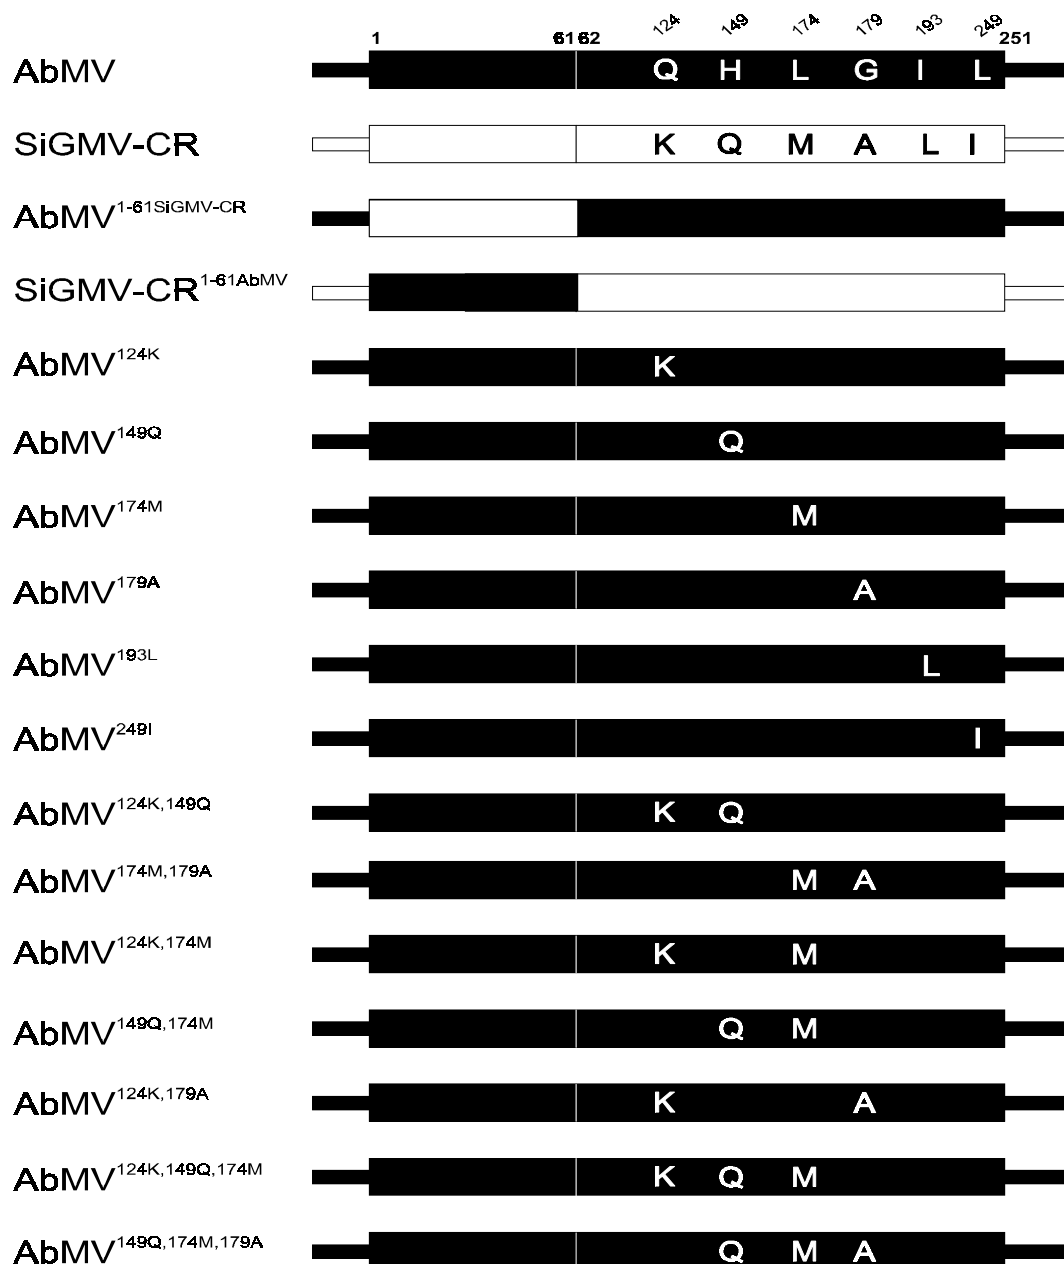 124 149 174 179 193 249
1 61 62 251
AbMV Q H L G I L
SiGMV-CR K Q M A L I
AbMV1-61SiGMV-CR
SiGMV-CR1-61AbMV
AbMV124K K
AbMV149Q Q
AbMV174M M
AbMV179A A
AbMV193L L
AbMV249I I
AbMV124K,149Q K Q
AbMV174M,179A M A
AbMV124K,174M K M
AbMV149Q,174M Q M
AbMV124K,179A K A
AbMV124K,149Q,174M K Q M
AbMV149Q,174M,179A Q M A